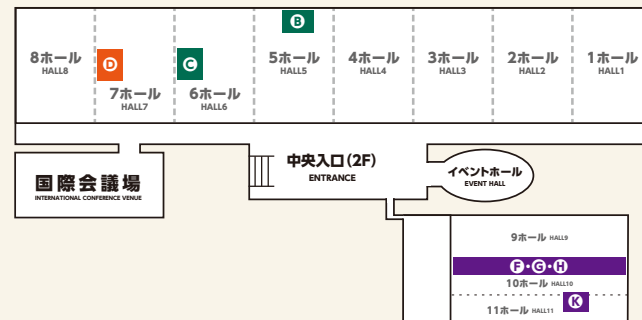 B
8ホール
HALL8
D
7ホール
HALL7
C
6ホール
HALL6
5ホール
HALL5
4ホール
HALL4
3ホール
HALL3
2ホール
HALL2
1ホール
HALL1
国際会議場
INTERNATIONAL CONFERENCE VENUE
中央入口(2F)
ENTRANCE
イベントホール
EVENT HALL
9ホール HALL9
F・G・H
10ホール HALL10
K
11ホール HALL11